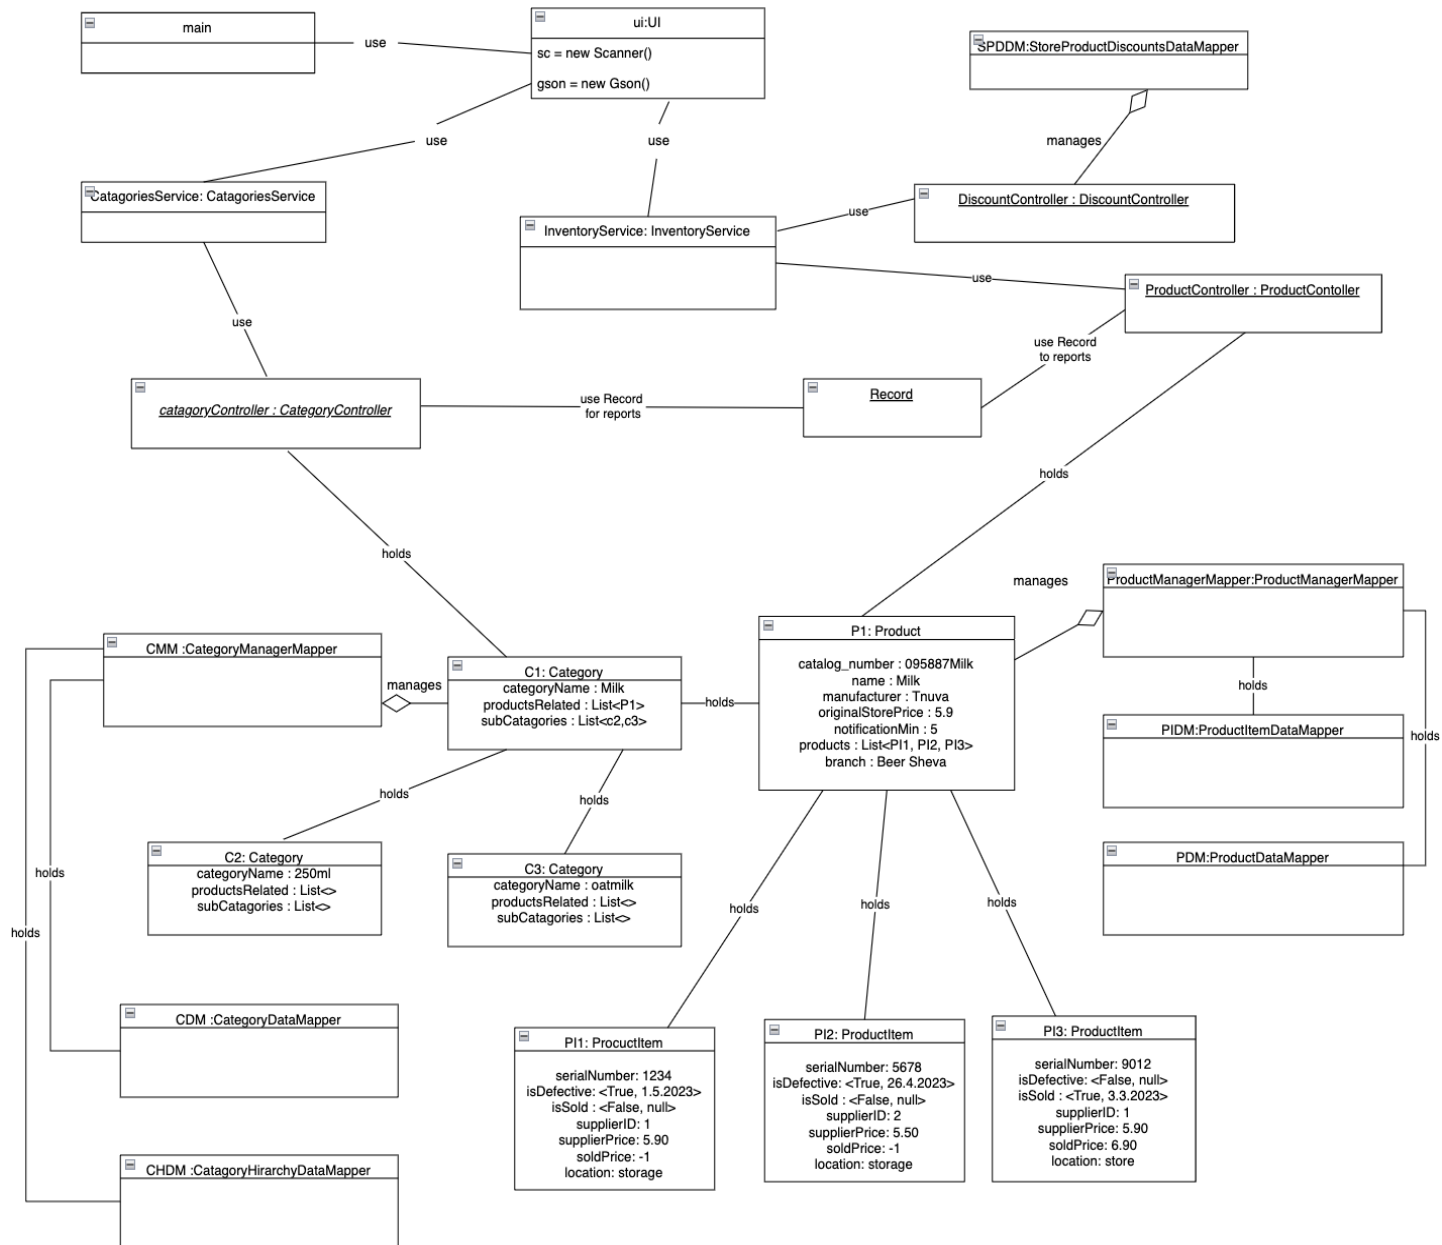 main
use
ui:UI
sc = new Scanner()
gson = new Gson()
SPDDM:StoreProductDiscountsDataMapper
manages
use
use
CatagoriesService: CatagoriesService
InventoryService: InventoryService
use
DiscountController : DiscountController
use
ProductController : ProductContoller
use
use Record
to reports
catagoryController : CategoryController
use Record
for reports
Record
holds
holds
manages
ProductManagerMapper:ProductManagerMapper
CMM :CategoryManagerMapper
manages
C1: Category
categoryName : Milk
productsRelated : List<P1>
subCatagories : List<c2,c3>
holds
P1: Product
catalog_number : 095887Milk
name : Milk
manufacturer : Tnuva
originalStorePrice : 5.9
notificationMin : 5
products : List<PI1, PI2, PI3>
branch : Beer Sheva
holds
PIDM:ProductItemDataMapper
holds
holds
holds
C2: Category
categoryName : 250ml
productsRelated : List<>
subCatagories : List<>
C3: Category
categoryName : oatmilk
productsRelated : List<>
subCatagories : List<>
PDM:ProductDataMapper
holds
holds
holds
holds
holds
CDM :CategoryDataMapper
CHDM :CatagoryHirarchyDataMapper
PI1: ProcuctItem
serialNumber: 1234
isDefective: <True, 1.5.2023>
isSold : <False, null>
supplierID: 1
supplierPrice: 5.90
soldPrice: -1
location: storage
PI2: ProductItem
serialNumber: 5678
isDefective: <True, 26.4.2023>
isSold : <False, null>
supplierID: 2
supplierPrice: 5.50
soldPrice: -1
location: storage
PI3: ProductItem
serialNumber: 9012
isDefective: <False, null>
isSold : <True, 3.3.2023>
supplierID: 1
supplierPrice: 5.90
soldPrice: 6.90
location: store